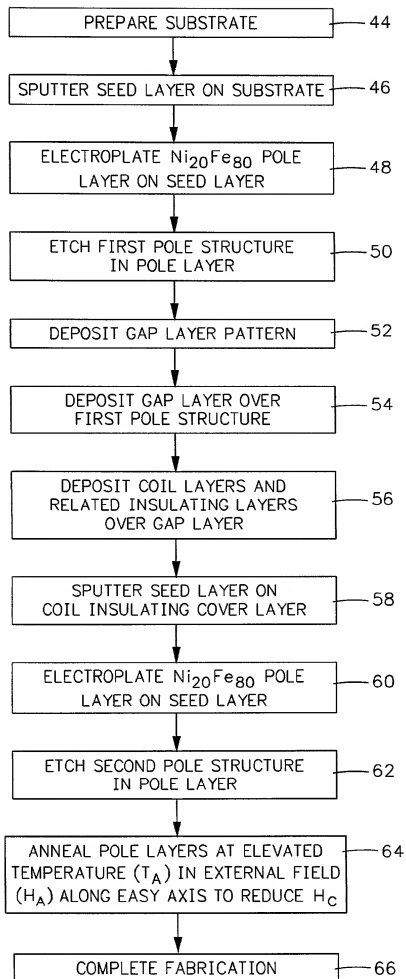 PREPARE SUBSTRATE
44
SPUTTER SEED LAYER ON SUBSTRATE
46
ELECTROPLATE Ni20Fe80 POLE
LAYER ON SEED LAYER
48
ETCH FIRST POLE STRUCTURE
IN POLE LAYER
50
DEPOSIT GAP LAYER PATTERN
52
DEPOSIT GAP LAYER OVER
FIRST POLE STRUCTURE
54
DEPOSIT COIL LAYERS AND
RELATED INSULATING LAYERS
OVER GAP LAYER
56
SPUTTER SEED LAYER ON
COIL INSULATING COVER LAYER
58
ELECTROPLATE Ni20Fe80 POLE
LAYER ON SEED LAYER
60
ETCH SECOND POLE STRUCTURE
IN POLE LAYER
62
ANNEAL POLE LAYERS AT ELEVATED
TEMPERATURE (TA) IN EXTERNAL FIELD
(HA) ALONG EASY AXIS TO REDUCE HC
64
COMPLETE FABRICATION
66